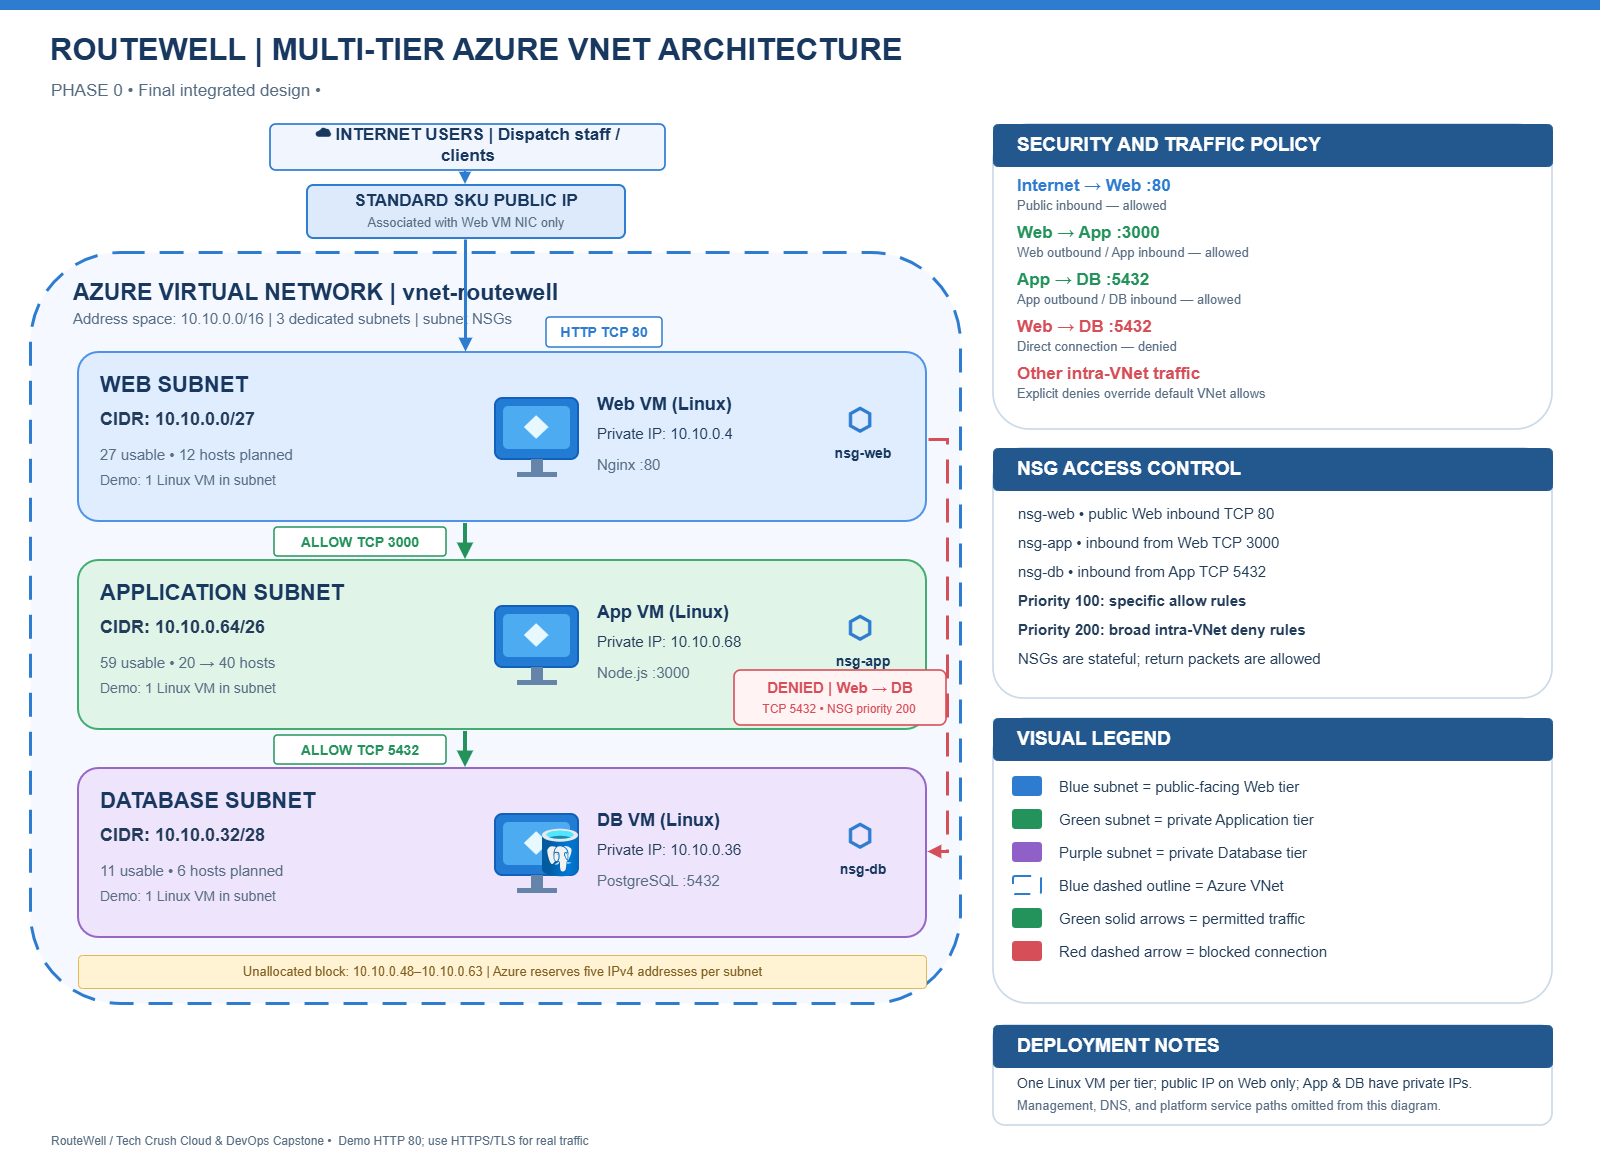 ROUTEWELL | MULTI-TIER AZURE VNET ARCHITECTURE
PHASE 0 • Final integrated design •
INTERNET USERS | Dispatch staff /
clients
STANDARD SKU PUBLIC IP
Associated with Web VM NIC only
AZURE VIRTUAL NETWORK | vnet-routewell
Address space: 10.10.0.0/16 | 3 dedicated subnets | subnet NSGs
HTTP TCP 80
WEB SUBNET
CIDR: 10.10.0.0/27
27 usable • 12 hosts planned
Demo: 1 Linux VM in subnet
Web VM (Linux)
Private IP: 10.10.0.4
Nginx :80
nsg-web
ALLOW TCP 3000
APPLICATION SUBNET
CIDR: 10.10.0.64/26
59 usable • 20 → 40 hosts
Demo: 1 Linux VM in subnet
App VM (Linux)
Private IP: 10.10.0.68
Node.js :3000
nsg-app
DENIED | Web → DB
TCP 5432 • NSG priority 200
ALLOW TCP 5432
DATABASE SUBNET
CIDR: 10.10.0.32/28
11 usable • 6 hosts planned
Demo: 1 Linux VM in subnet
DB VM (Linux)
Private IP: 10.10.0.36
PostgreSQL :5432
nsg-db
Unallocated block: 10.10.0.48–10.10.0.63 | Azure reserves five IPv4 addresses per subnet
SECURITY AND TRAFFIC POLICY
Internet → Web :80
Public inbound — allowed
Web → App :3000
Web outbound / App inbound — allowed
App → DB :5432
App outbound / DB inbound — allowed
Web → DB :5432
Direct connection — denied
Other intra-VNet traffic
Explicit denies override default VNet allows
NSG ACCESS CONTROL
nsg-web • public Web inbound TCP 80
nsg-app • inbound from Web TCP 3000
nsg-db • inbound from App TCP 5432
Priority 100: specific allow rules
Priority 200: broad intra-VNet deny rules
NSGs are stateful; return packets are allowed
VISUAL LEGEND
Blue subnet = public-facing Web tier
Green subnet = private Application tier
Purple subnet = private Database tier
Blue dashed outline = Azure VNet
Green solid arrows = permitted traffic
Red dashed arrow = blocked connection
DEPLOYMENT NOTES
One Linux VM per tier; public IP on Web only; App & DB have private IPs.
Management, DNS, and platform service paths omitted from this diagram.
RouteWell / Tech Crush Cloud & DevOps Capstone • Demo HTTP 80; use HTTPS/TLS for real traffic